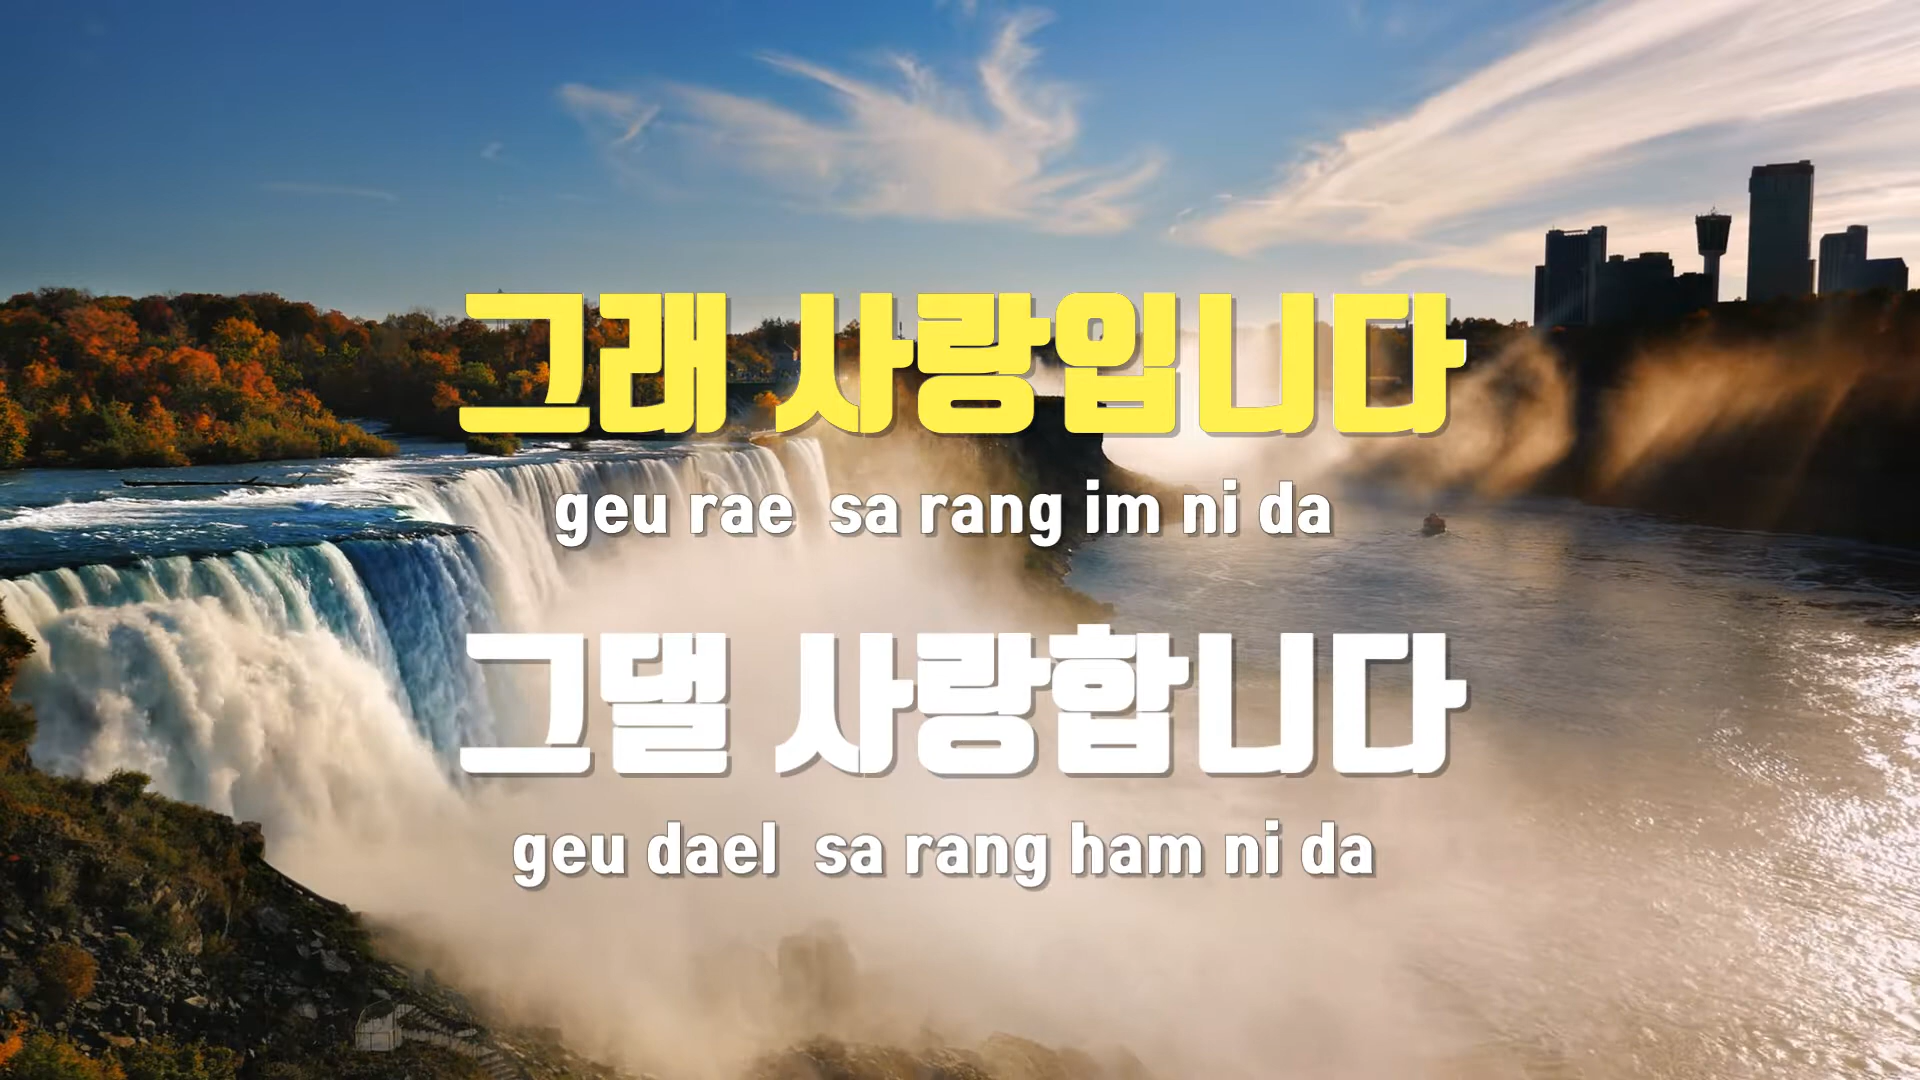 그래 사랑입니다
geu rae sa rang im ni da
그댈 사랑합니다
geu dael sa rang ham ni da